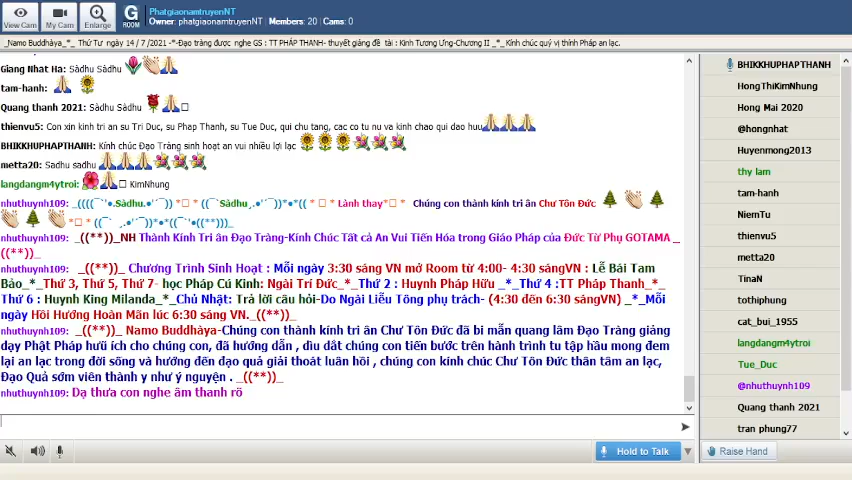 PhatgiaonamtruyenNT
G ROOM
Owner: phatgiaonamtruyenNT | Members: 20 | Cams: 0
View Cam
My Cam
Enlarge
_Namo Buddhàya_*_ Thứ Tư ngày 14 / 7 /2021 -*-Đạo tràng được nghe GS : TT PHÁP THANH- thuyết giảng đề tài : Kinh Tương Ưng-Chương II _*_Kính chúc quý vị thính Pháp an lạc.
Giang Nhat Ha: Sàdhu Sàdhu
tam-hanh:
Quang thanh 2021: Sàdhu Sàdhu
thienvu5: Con xin kinh tri an su Tri Duc, su Phap Thanh, su Tue Duc, qui chu tang, cac co tu nu va kinh chao qui dao huu
BHIKKHUPHAPTHANH: Kính chúc Đạo Tràng sinh hoạt an vui nhiều lợi lạc
metta20: Sadhu sadhu
langdangm4ytroi: KimNhung
nhuthuynh109: _((((¯`'•.Sàdhu.•'´¯)) *□ * ((¯`Sàdhu¸.•'´¯))*•*(( * □ * Lành thay*□ * Chúng con thành kính tri ân Chư Tôn Đức
*□ * ((¯` ¸.•'´¯))*•*((¯`'•((**)))_
nhuthuynh109: _((**))_NH Thành Kính Tri ân Đạo Tràng-Kính Chúc Tất cả An Vui Tiến Hóa trong Giáo Pháp của Đức Từ Phụ GOTAMA _
((**))_
nhuthuynh109: _((**))_ Chương Trình Sinh Hoạt : Mỗi ngày 3:30 sáng VN mở Room từ 4:00- 4:30 sángVN : Lễ Bái Tam
Bảo_*_Thứ 3, Thứ 5, Thứ 7- học Pháp Cú Kinh: Ngài Trí Đức_*_ Thứ 2 : Huynh Pháp Hữu _*_Thứ 4 :TT Pháp Thanh_*_
Thứ 6 : Huynh King Milanda_*_Chủ Nhật: Trả lời câu hỏi-Do Ngài Liễu Tông phụ trách- (4:30 đến 6:30 sángVN) _*_Mỗi
ngày Hồi Hướng Hoàn Mãn lúc 6:30 sáng VN._((**))_
nhuthuynh109: _((**))_ Namo Buddhàya-Chúng con thành kính tri ân Chư Tôn Đức đã bi mẫn quang lâm Đạo Tràng giảng
dạy Phật Pháp hữu ích cho chúng con, đã hướng dẫn , dìu dắt chúng con tiến bước trên hành trình tu tập hầu mong đem
lại an lạc trong đời sống và hướng đến đạo quả giải thoát luân hồi , chúng con kính chúc Chư Tôn Đức thân tâm an lạc,
Đạo Quả sớm viên thành y như ý nguyện . _((**))_
nhuthuynh109: Dạ thưa con nghe âm thanh rõ
Hold to Talk
BHIKKHUPHAPTHANH
HongThiKimNhung
Hong Mai 2020
@hongnhat
Huyenmong2013
thy lam
tam-hanh
NiemTu
thienvu5
metta20
TinaN
tothiphung
cat_bui_1955
langdangm4ytroi
Tue_Duc
@nhuthuynh109
Quang thanh 2021
tran phung77
Raise Hand